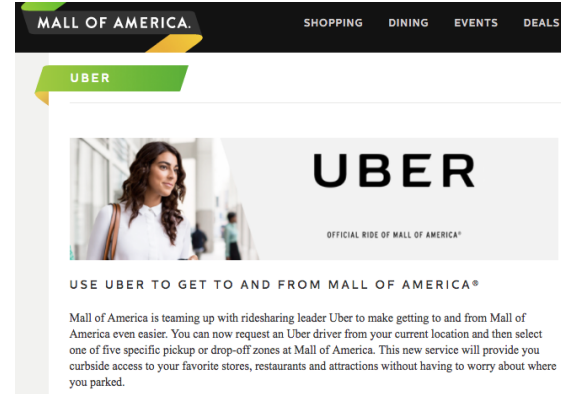 MALL OF AMERICA.
SHOPPING DINING EVENTS DEALS
UBER
UBER
OFFICIAL RIDE OF MALL OF AMERICA®
USE UBER TO GET TO AND FROM MALL OF AMERICA®
Mall of America is teaming up with ridesharing leader Uber to make getting to and from Mall of
America even easier. You can now request an Uber driver from your current location and then select
one of five specific pickup or drop-off zones at Mall of America. This new service will provide you
curbside access to your favorite stores, restaurants and attractions without having to worry about where
you parked.